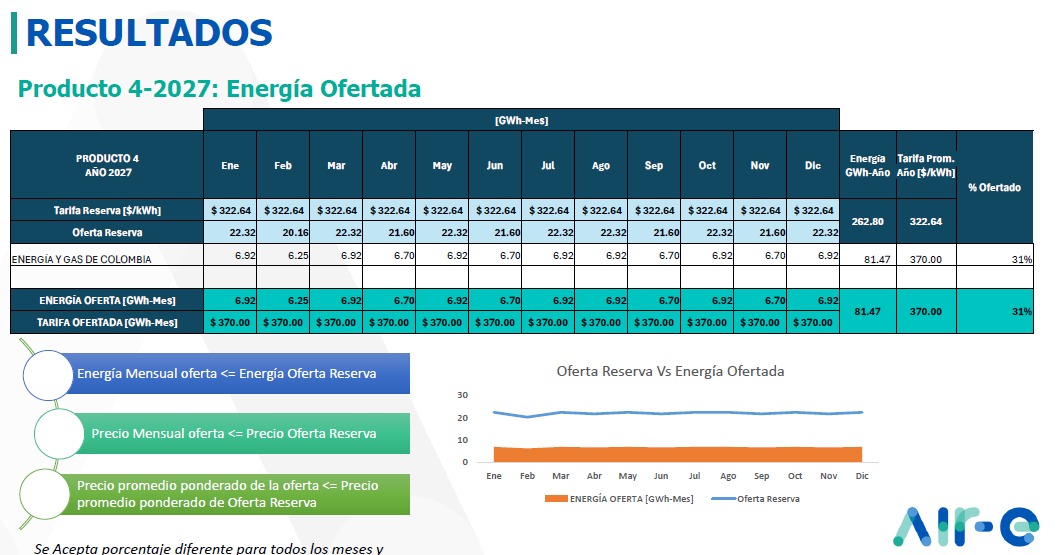 RESULTADOS
Producto 4-2027: Energía Ofertada
[GWh-Mes]
PRODUCTO 4
AÑO 2027
Ene Feb Mar Abr May Jun Jul Ago Sep Oct Nov Dic
Energía GWh-Año
Tarifa Prom. Año [$/kWh]
% Ofertado
Tarifa Reserva [$/kWh] $ 322.64 $ 322.64 $ 322.64 $ 322.64 $ 322.64 $ 322.64 $ 322.64 $ 322.64 $ 322.64 $ 322.64 $ 322.64 $ 322.64
262.80 322.64
Oferta Reserva 22.32 20.16 22.32 21.60 22.32 21.60 22.32 22.32 21.60 22.32 21.60 22.32
ENERGÍA Y GAS DE COLOMBIA 6.92 6.25 6.92 6.70 6.92 6.70 6.92 6.92 6.70 6.92 6.70 6.92 81.47 370.00 31%
ENERGÍA OFERTA [GWh-Mes] 6.92 6.25 6.92 6.70 6.92 6.70 6.92 6.92 6.70 6.92 6.70 6.92
81.47 370.00 31%
TARIFA OFERTADA [GWh-Mes] $ 370.00 $ 370.00 $ 370.00 $ 370.00 $ 370.00 $ 370.00 $ 370.00 $ 370.00 $ 370.00 $ 370.00 $ 370.00 $ 370.00
Energía Mensual oferta <= Energía Oferta Reserva
Precio Mensual oferta <= Precio Oferta Reserva
Precio promedio ponderado de la oferta <= Precio
promedio ponderado de Oferta Reserva
Se Acepta porcentaje diferente para todos los meses y
Oferta Reserva Vs Energía Ofertada
30
20
10
0
Ene Feb Mar Abr May Jun Jul Ago Sep Oct Nov Dic
ENERGÍA OFERTA [GWh-Mes] Oferta Reserva
AIr-e